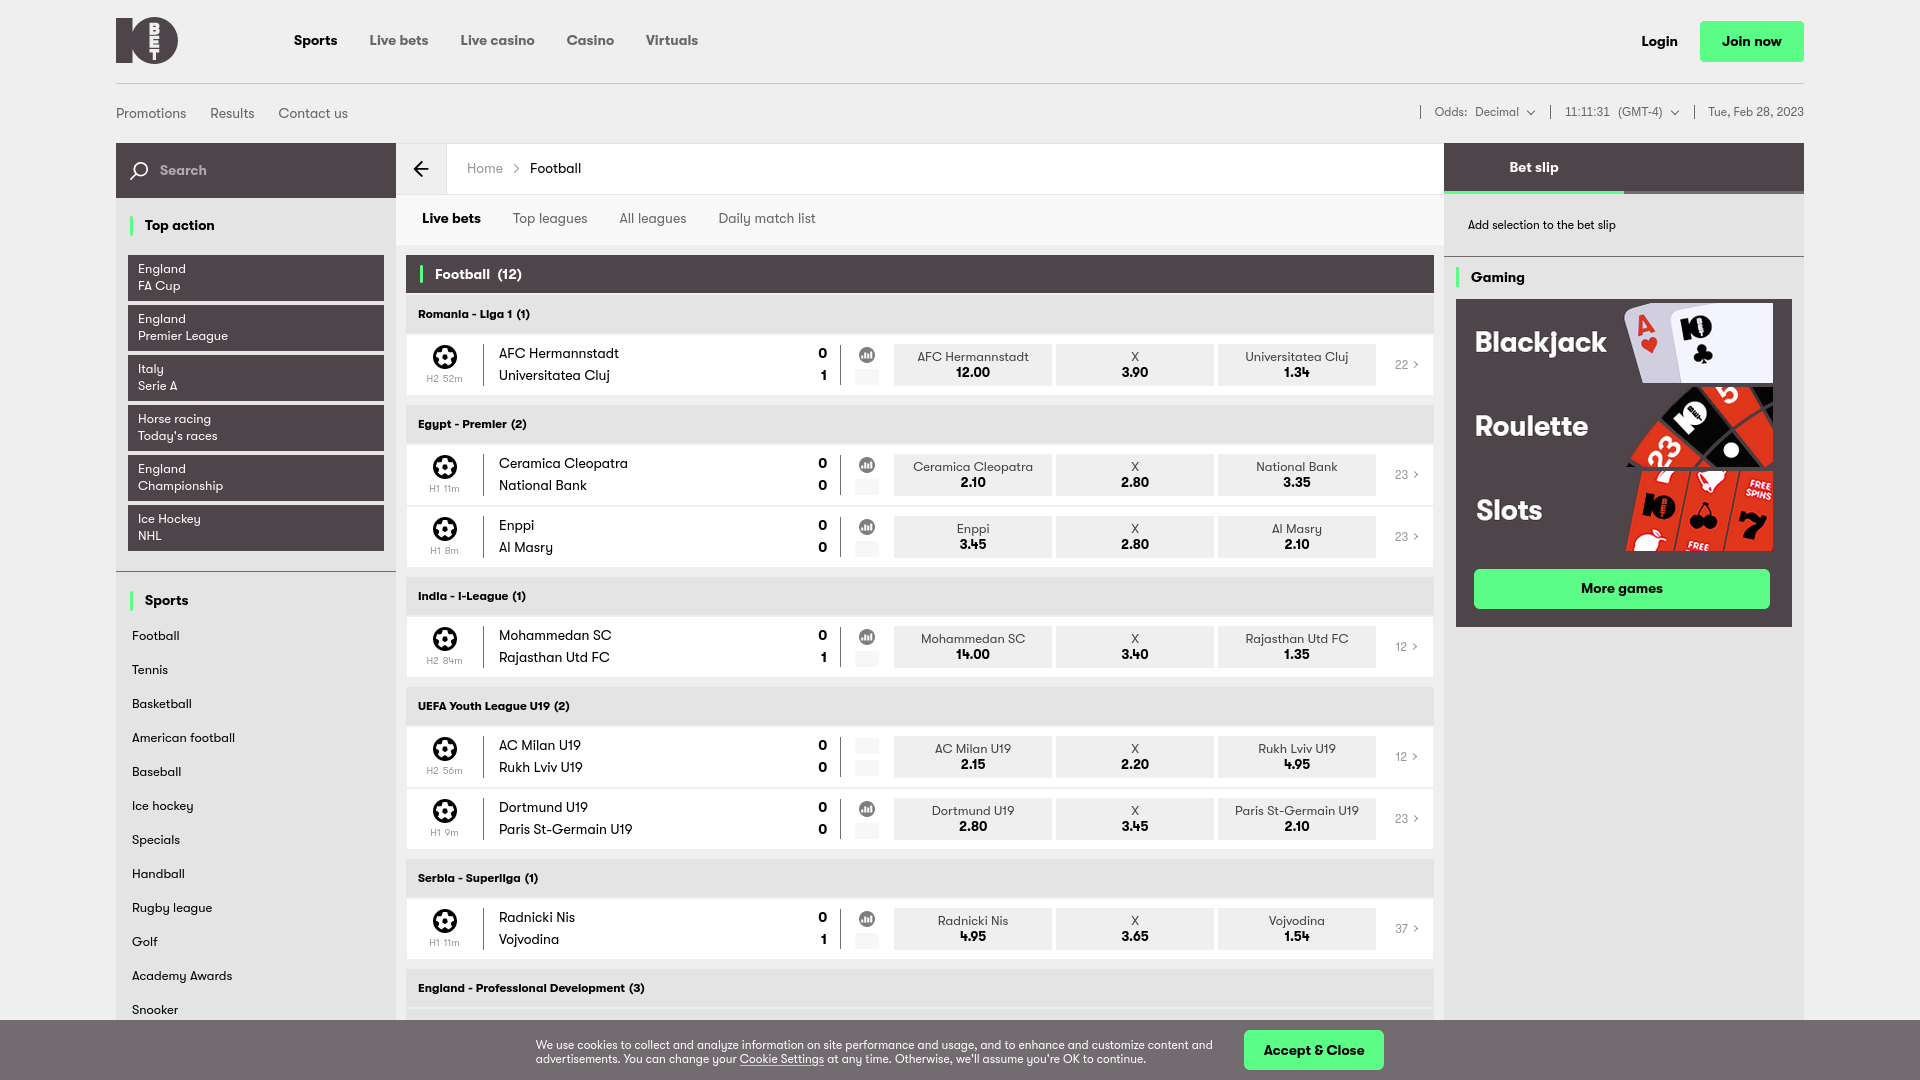 10 BET
Sports Live bets Live casino Casino Virtuals
Login Join now
Promotions Results Contact us
Odds: Decimal 11:11:31 (GMT-4) Tue, Feb 28, 2023
Search
Top action
England
FA Cup
England
Premier League
Italy
Serie A
Horse racing
Today's races
England
Championship
Ice Hockey
NHL
Sports
Football
Tennis
Basketball
American football
Baseball
Ice hockey
Specials
Handball
Rugby league
Golf
Academy Awards
Snooker
Home > Football
Live bets Top leagues All leagues Daily match list
Football (12)
Romania - Liga 1 (1)
H2 52m
AFC Hermannstadt 0
Universitatea Cluj 1
AFC Hermannstadt X Universitatea Cluj
12.00 3.90 1.34
22 >
Egypt - Premier (2)
H1 11m
Ceramica Cleopatra 0
National Bank 0
Ceramica Cleopatra X National Bank
2.10 2.80 3.35
23 >
H1 8m
Enppi 0
Al Masry 0
Enppi X Al Masry
3.45 2.80 2.10
23 >
India - I-League (1)
H2 84m
Mohammedan SC 0
Rajasthan Utd FC 1
Mohammedan SC X Rajasthan Utd FC
14.00 3.40 1.35
12 >
UEFA Youth League U19 (2)
H2 56m
AC Milan U19 0
Rukh Lviv U19 0
AC Milan U19 X Rukh Lviv U19
2.15 2.20 4.95
12 >
H1 9m
Dortmund U19 0
Paris St-Germain U19 0
Dortmund U19 X Paris St-Germain U19
2.80 3.45 2.10
23 >
Serbia - Superliga (1)
H1 11m
Radnicki Nis 0
Vojvodina 1
Radnicki Nis X Vojvodina
4.95 3.65 1.54
37 >
England - Professional Development (3)
Bet slip
Add selection to the bet slip
Gaming
Blackjack
A 10
Roulette
23 5
Slots
7 FREE
SPINS
10 BET 7
FREE
More games
We use cookies to collect and analyze information on site performance and usage, and to enhance and customize content and
advertisements. You can change your Cookie Settings at any time. Otherwise, we'll assume you're OK to continue.
Accept & Close